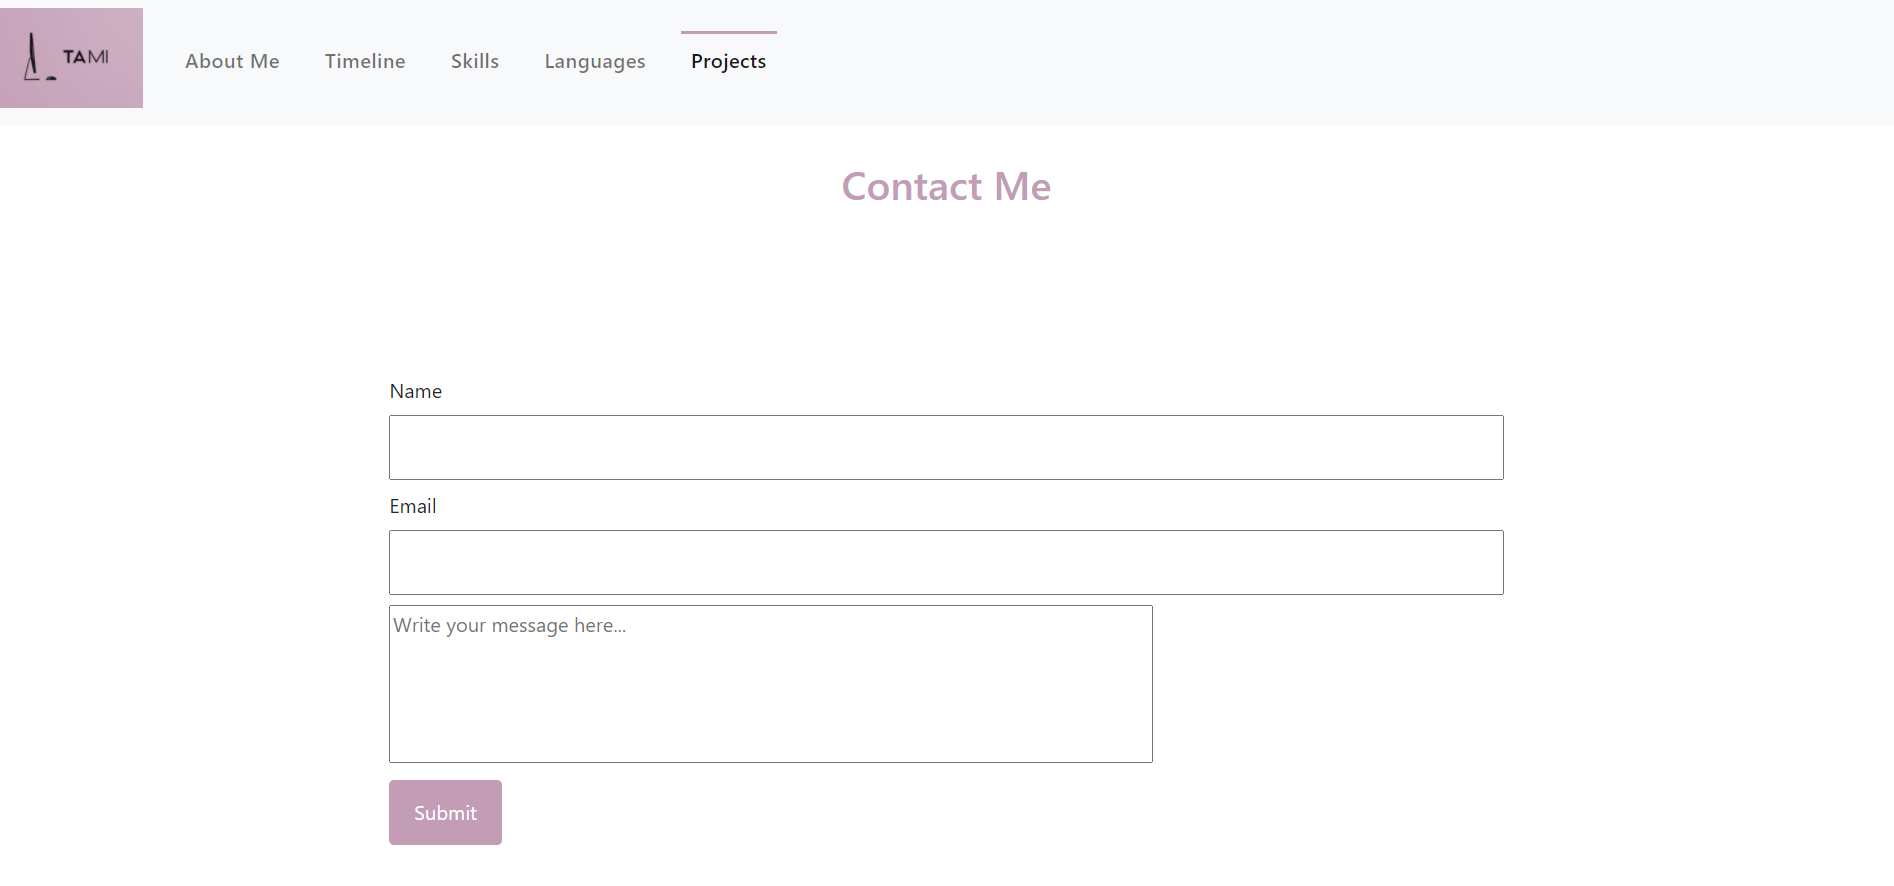 TAMI
About Me Timeline Skills Languages Projects
Contact Me
Name
Email
Write your message here...
Submit